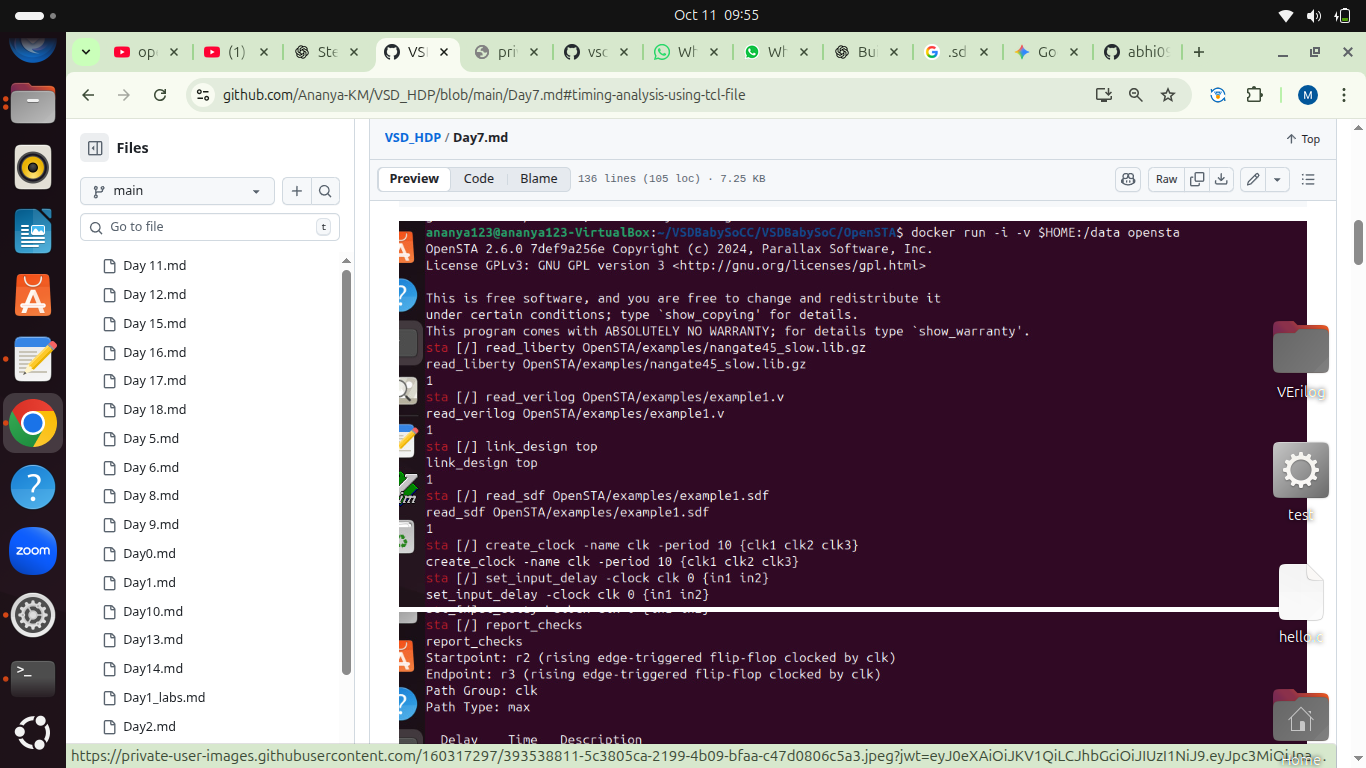 Oct 11 09:55
ope
(1)
Ste
VSI
pri
vsc
Wh
Wh
Bui
.sd
Go
abhi09
github.com/Ananya-KM/VSD_HDP/blob/main/Day7.md#timing-analysis-using-tcl-file
M
Files
VSD_HDP / Day7.md
Top
main
Preview
Code
Blame
136 lines (105 loc) · 7.25 KB
Raw
Go to file
t
Day 11.md
Day 12.md
Day 15.md
Day 16.md
Day 17.md
Day 18.md
Day 5.md
Day 6.md
Day 8.md
Day 9.md
Day0.md
Day1.md
Day10.md
Day13.md
Day14.md
Day1_labs.md
Day2.md
ananya123@ananya123-VirtualBox:~/VSDBabySoCC/VSDBabySoC/OpenSTA$ docker run -i -v $HOME:/data opensta
OpenSTA 2.6.0 7def9a256e Copyright (c) 2024, Parallax Software, Inc.
License GPLv3: GNU GPL version 3 <http://gnu.org/licenses/gpl.html>
This is free software, and you are free to change and redistribute it
under certain conditions; type `show_copying' for details.
This program comes with ABSOLUTELY NO WARRANTY; for details type `show_warranty'.
sta [/] read_liberty OpenSTA/examples/nangate45_slow.lib.gz
read_liberty OpenSTA/examples/nangate45_slow.lib.gz
1
sta [/] read_verilog OpenSTA/examples/example1.v
read_verilog OpenSTA/examples/example1.v
1
sta [/] link_design top
link_design top
1
sta [/] read_sdf OpenSTA/examples/example1.sdf
read_sdf OpenSTA/examples/example1.sdf
1
sta [/] create_clock -name clk -period 10 {clk1 clk2 clk3}
create_clock -name clk -period 10 {clk1 clk2 clk3}
sta [/] set_input_delay -clock clk 0 {in1 in2}
set_input_delay -clock clk 0 {in1 in2}
sta [/] report_checks
report_checks
Startpoint: r2 (rising edge-triggered flip-flop clocked by clk)
Endpoint: r3 (rising edge-triggered flip-flop clocked by clk)
Path Group: clk
Path Type: max
Delay Time Description
VErilog
test
hello.c
Home
zoom
https://private-user-images.githubusercontent.com/160317297/393538811-5c3805ca-2199-4b09-bfaa-c47d0806c5a3.jpeg?jwt=eyJ0eXAiOiJKV1QiLCJhbGciOiJIUzI1NiJ9.eyJpc3MiOiJna...